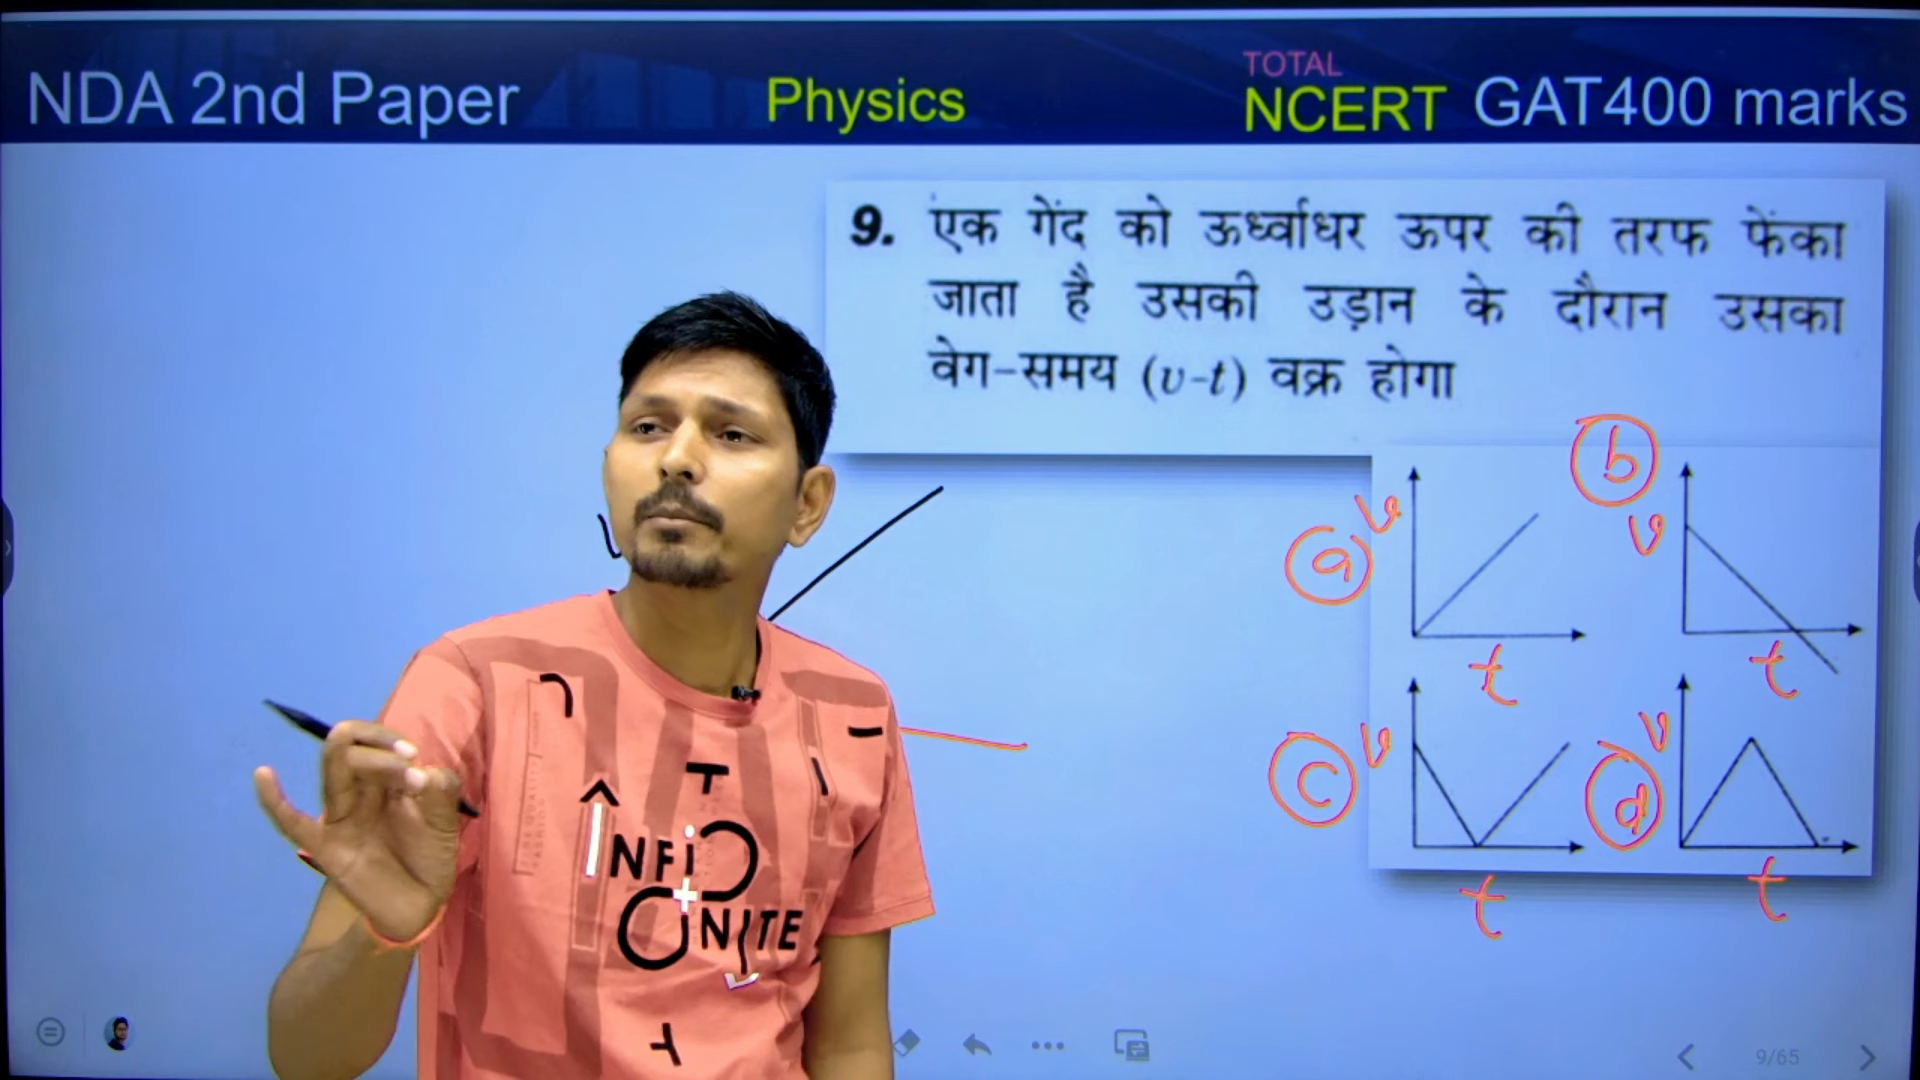 NDA 2nd Paper
Physics
TOTAL
NCERT GAT400 marks
9. एक गेंद को ऊर्ध्वाधर ऊपर की तरफ फेंका
जाता है उसकी उड़ान के दौरान उसका
वेग-समय (v-t) वक्र होगा
a v t
b v t
c v t
d v t
INFI
NITE
9/65